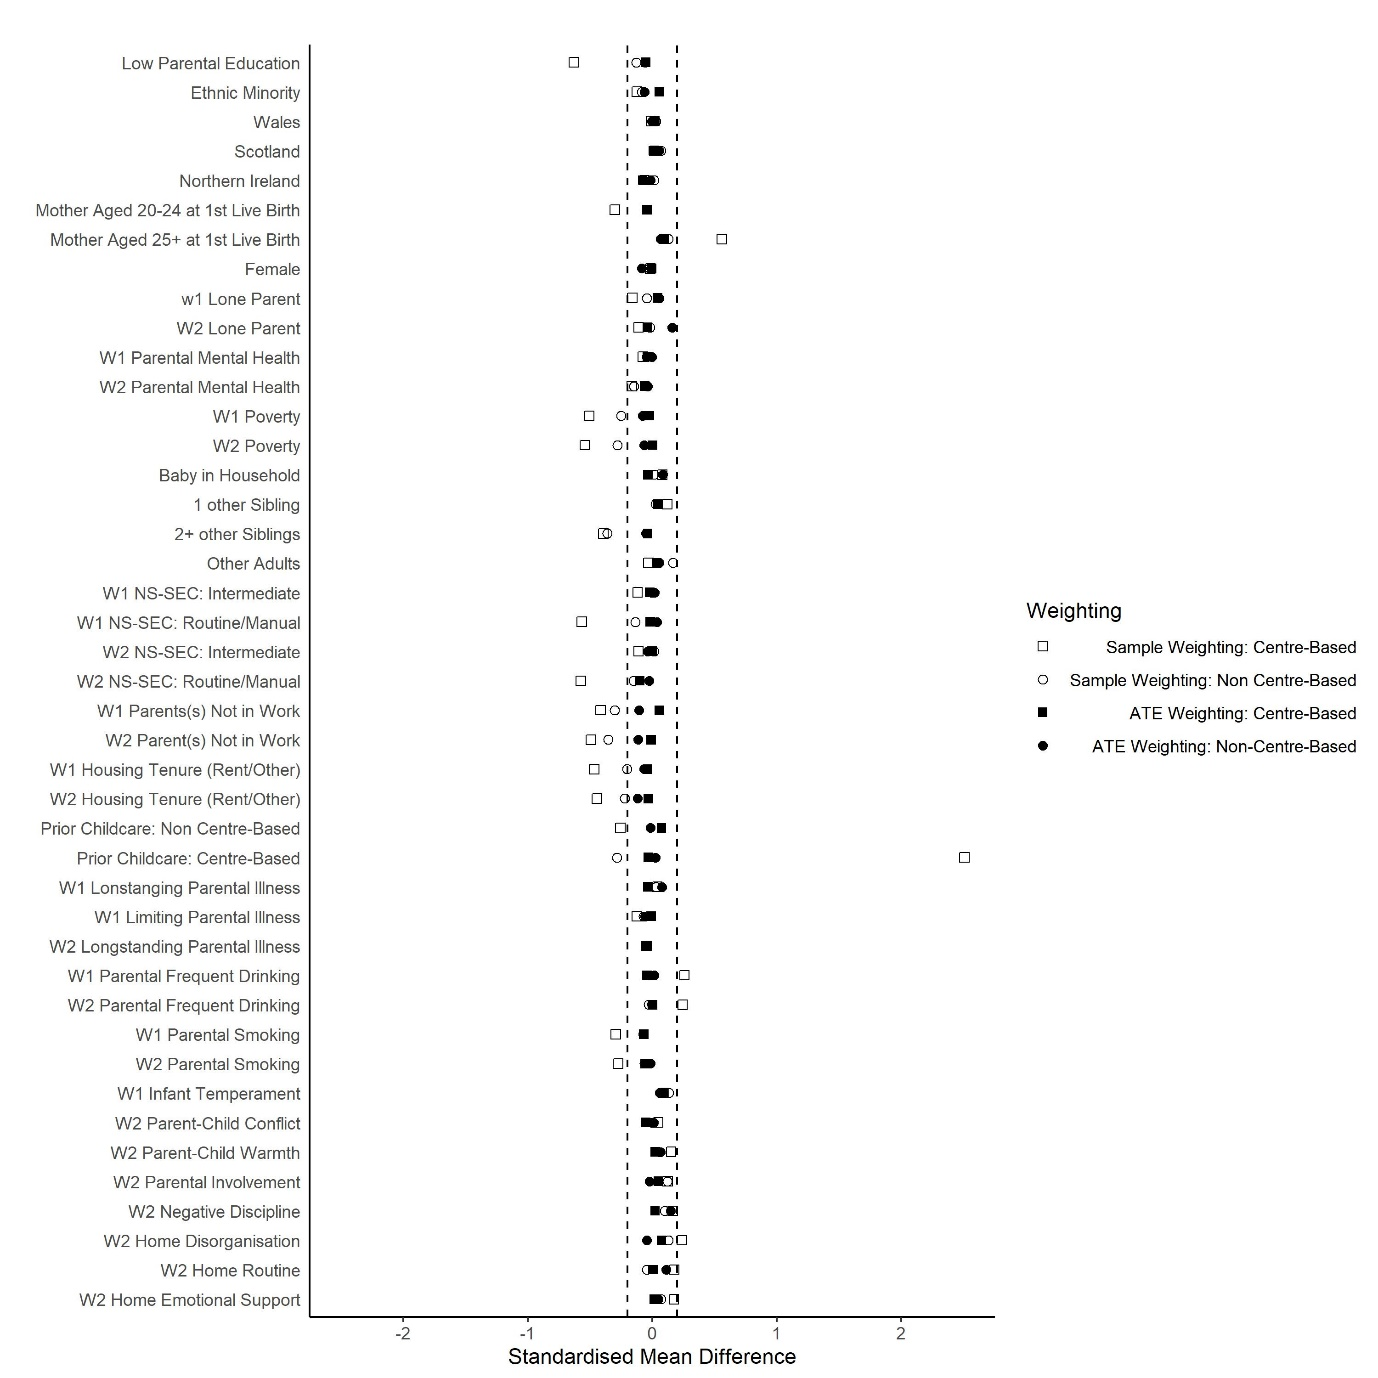 Low Parental Education
Ethnic Minority
Wales
Scotland
Northern Ireland
Mother Aged 20-24 at 1st Live Birth
Mother Aged 25+ at 1st Live Birth
Female
w1 Lone Parent
W2 Lone Parent
W1 Parental Mental Health
W2 Parental Mental Health
W1 Poverty
W2 Poverty
Baby in Household
1 other Sibling
2+ other Siblings
Other Adults
W1 NS-SEC: Intermediate
W1 NS-SEC: Routine/Manual
W2 NS-SEC: Intermediate
W2 NS-SEC: Routine/Manual
W1 Parents(s) Not in Work
W2 Parent(s) Not in Work
W1 Housing Tenure (Rent/Other)
W2 Housing Tenure (Rent/Other)
Prior Childcare: Non Centre-Based
Prior Childcare: Centre-Based
W1 Lonstanging Parental Illness
W1 Limiting Parental Illness
W2 Longstanding Parental Illness
W1 Parental Frequent Drinking
W2 Parental Frequent Drinking
W1 Parental Smoking
W2 Parental Smoking
W1 Infant Temperament
W2 Parent-Child Conflict
W2 Parent-Child Warmth
W2 Parental Involvement
W2 Negative Discipline
W2 Home Disorganisation
W2 Home Routine
W2 Home Emotional Support
-2 -1 0 1 2
Standardised Mean Difference
Weighting
Sample Weighting: Centre-Based
Sample Weighting: Non Centre-Based
ATE Weighting: Centre-Based
ATE Weighting: Non-Centre-Based